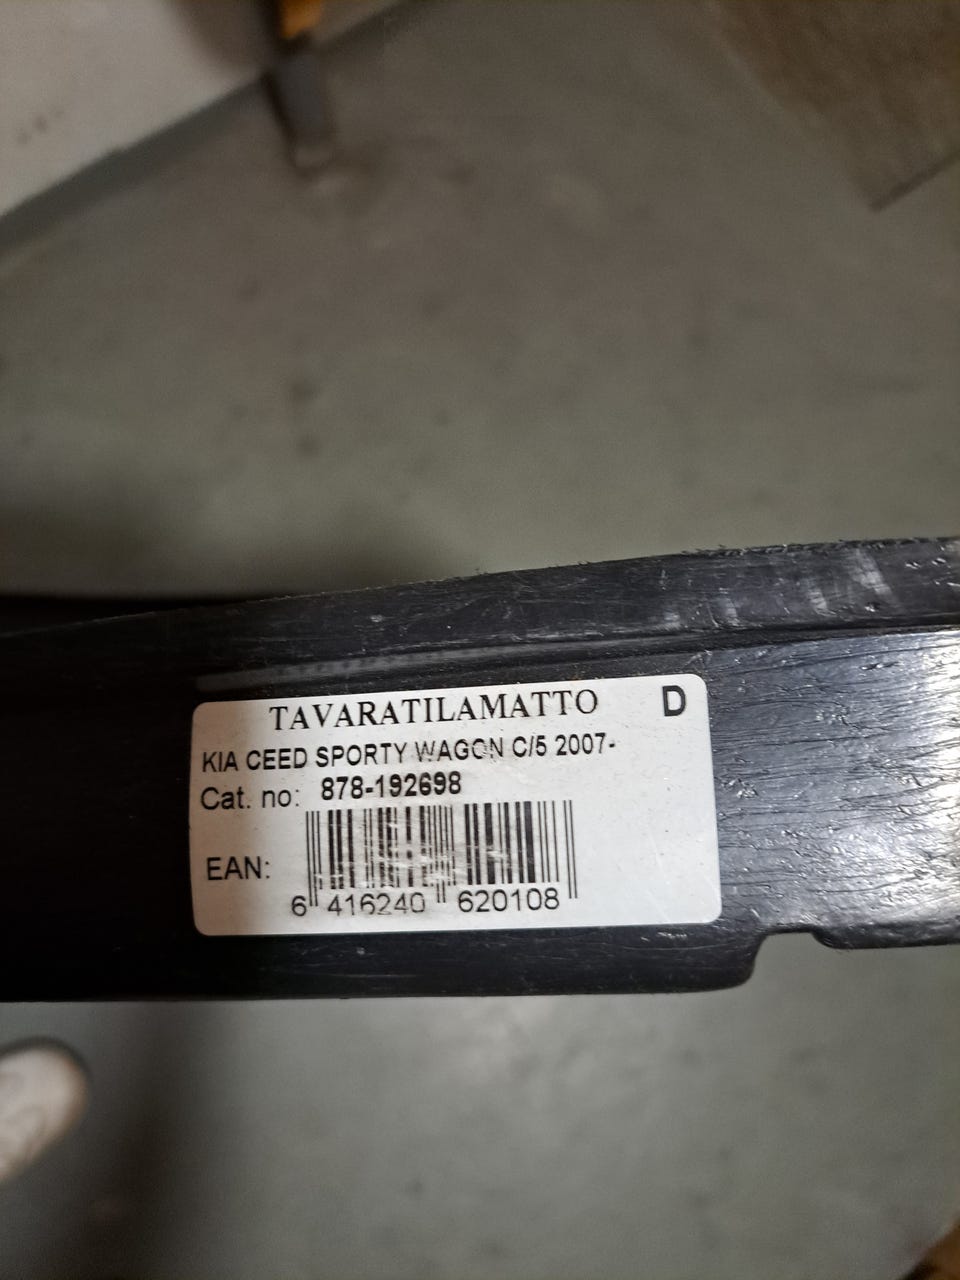 TAVARATILAMATTO D
KIA CEED SPORTY WAGON C/5 2007-
Cat. no: 878-192698
EAN:
6 416240 620108